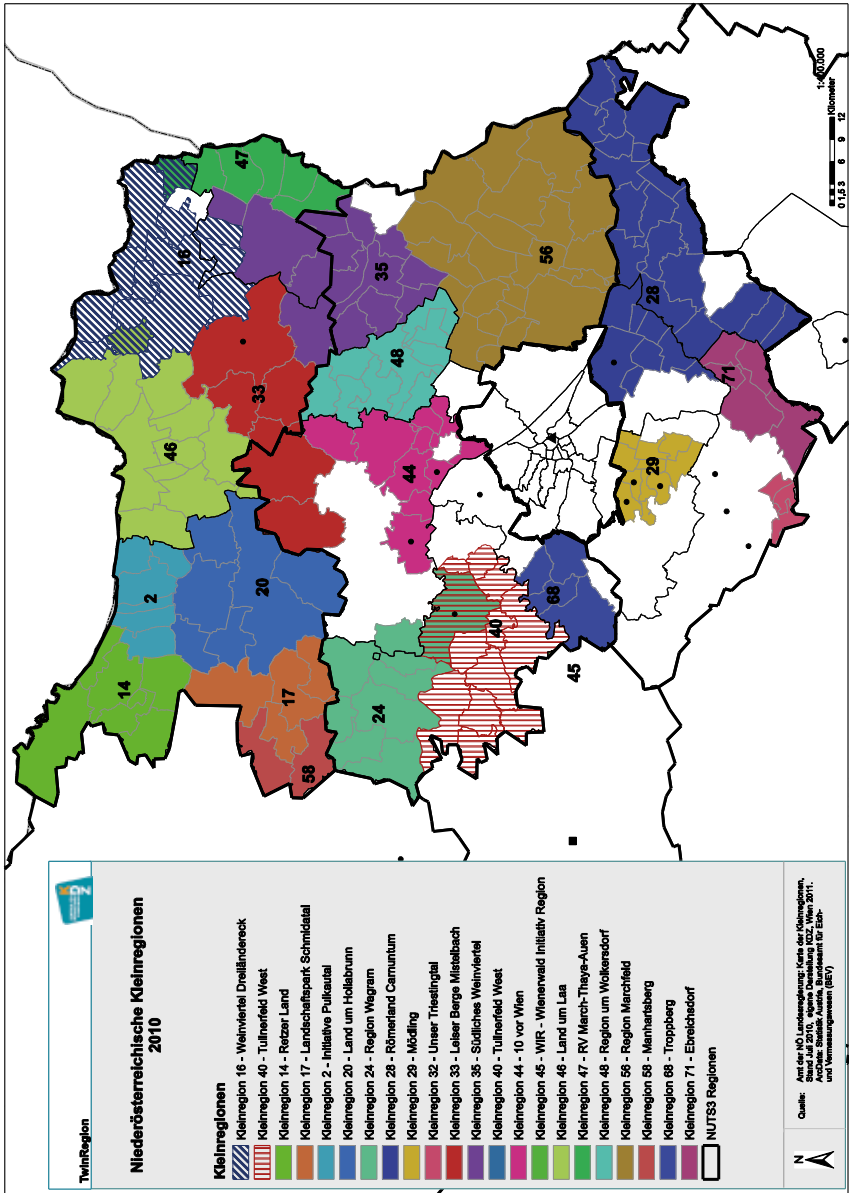 TwinRegion
KDZ
Niederösterreichische Kleinregionen
2010
Kleinregionen
Kleinregion 16 - Weinviertel Dreiländereck
Kleinregion 40 - Tullnerfeld West
Kleinregion 14 - Retzer Land
Kleinregion 17 - Landschaftspark Schmidatal
Kleinregion 2 - Initiative Pulkautal
Kleinregion 20 - Land um Hollabrunn
Kleinregion 24 - Region Wagram
Kleinregion 28 - Römerland Carnuntum
Kleinregion 29 - Mödling
Kleinregion 32 - Unser Triestingtal
Kleinregion 33 - Leiser Berge Mistelbach
Kleinregion 35 - Südliches Weinviertel
Kleinregion 40 - Tullnerfeld West
Kleinregion 44 - 10 vor Wien
Kleinregion 45 - WIR - Wienerwald Initiativ Region
Kleinregion 46 - Land um Laa
Kleinregion 47 - RV March-Thaya-Auen
Kleinregion 48 - Region um Wolkersdorf
Kleinregion 56 - Region Marchfeld
Kleinregion 58 - Manhartsberg
Kleinregion 68 - Troppberg
Kleinregion 71 - Ebreichsdorf
NUTS3 Regionen
N
Quelle: Amt der NÖ Landesregierung: Karte der Kleinregionen,
Stand Juli 2010, eigene Darstellung KDZ, Wien 2011.
ArcData: Statistik Austria, Bundesamt für Eich-
und Vermessungswesen (BEV)
14
2
46
16
47
58
17
20
33
35
24
44
48
56
40
68
45
29
28
71
1:400.000
0 1,5 3 6 9 12
Kilometer